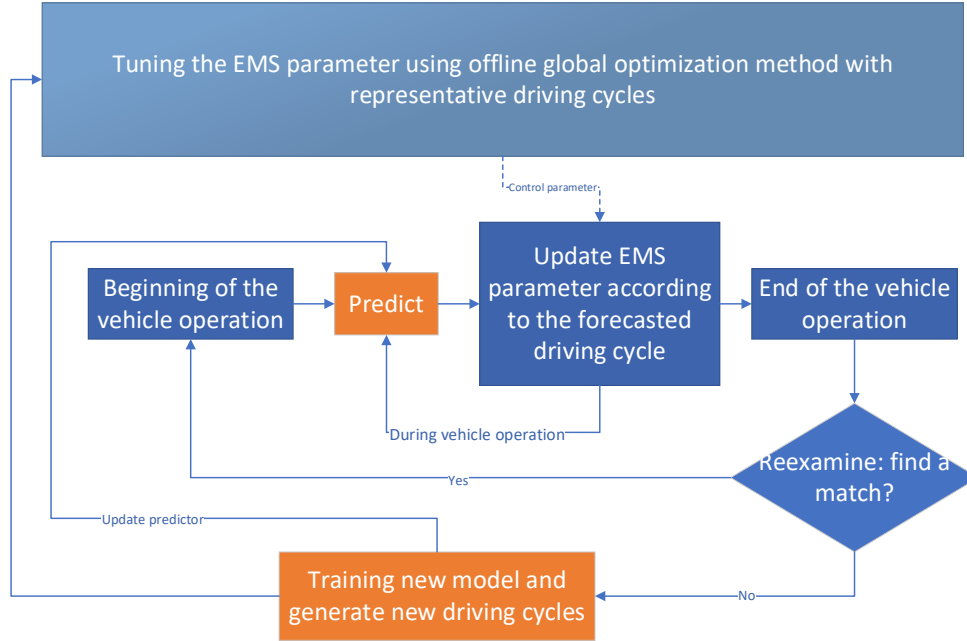 Tuning the EMS parameter using offline global optimization method with
representative driving cycles
Control parameter
Beginning of the
vehicle operation
Predict
Update EMS
parameter according
to the forecasted
driving cycle
End of the vehicle
operation
During vehicle operation
Reexamine: find a
match?
Yes
Update predictor
Training new model and
generate new driving cycles
No